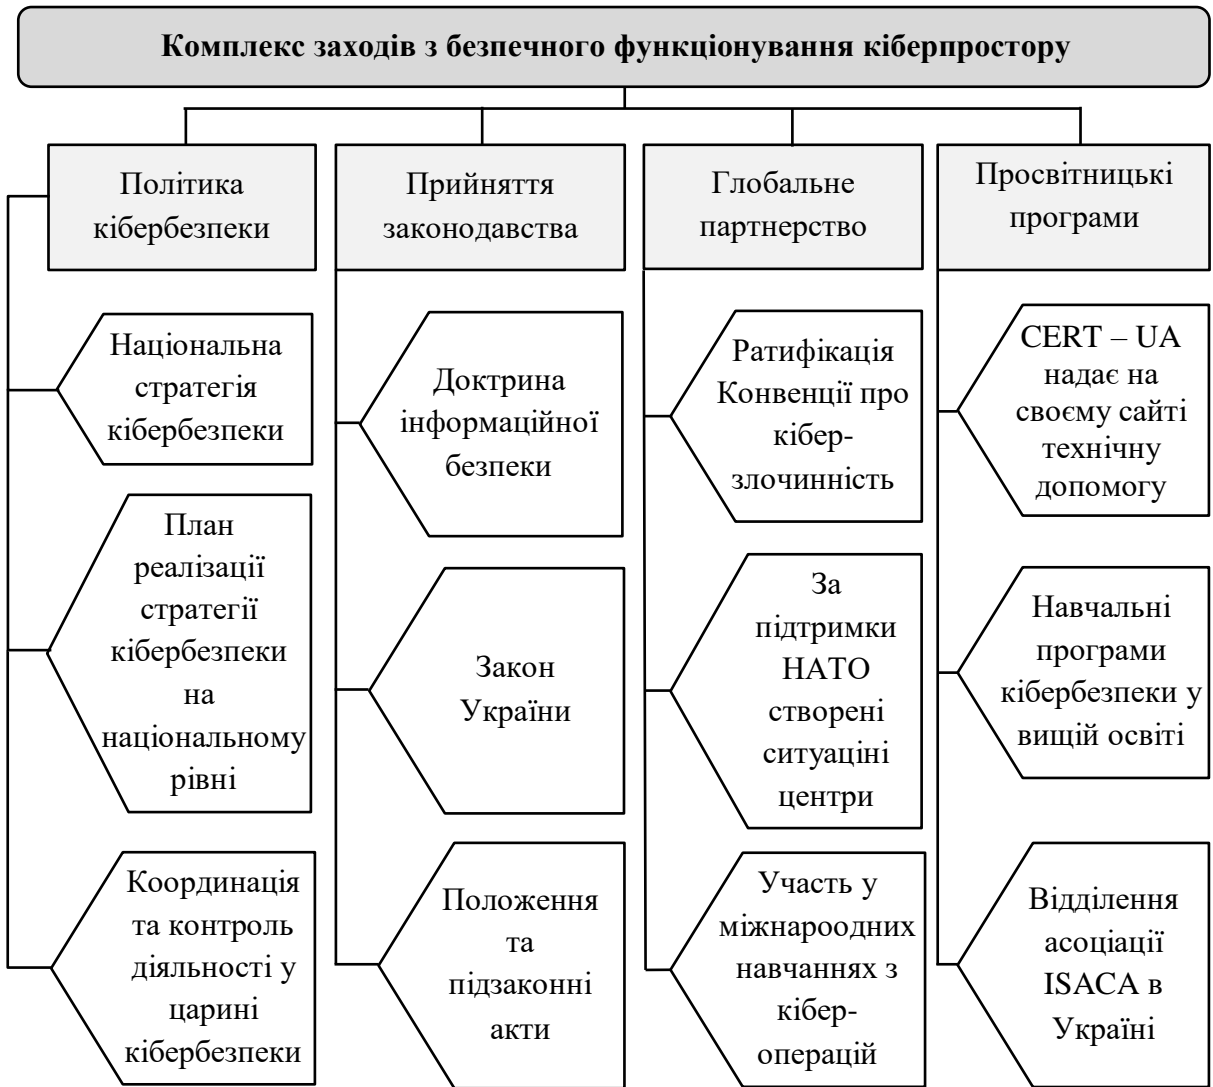 Комплекс заходів з безпечного функціонування кіберпростору
Політика
кібербезпеки
Національна
стратегія
кібербезпеки
План
реалізації
стратегії
кібербезпеки
на
національному
рівні
Координація
та контроль
діяльності у
царині
кібербезпеки
Прийняття
законодавства
Доктрина
інформаційної
безпеки
Закон
України
Положення
та
підзаконні
акти
Глобальне
партнерство
Ратифікація
Конвенції про
кібер-
злочинність
За
підтримки
НАТО
створені
ситуаціні
центри
Участь у
міжнароодних
навчаннях з
кібер-
операцій
Просвітницькі
програми
CERT – UA
надає на
своєму сайті
технічну
допомогу
Навчальні
програми
кібербезпеки у
вищій освіті
Відділення
асоціації
ISACA в
Україні